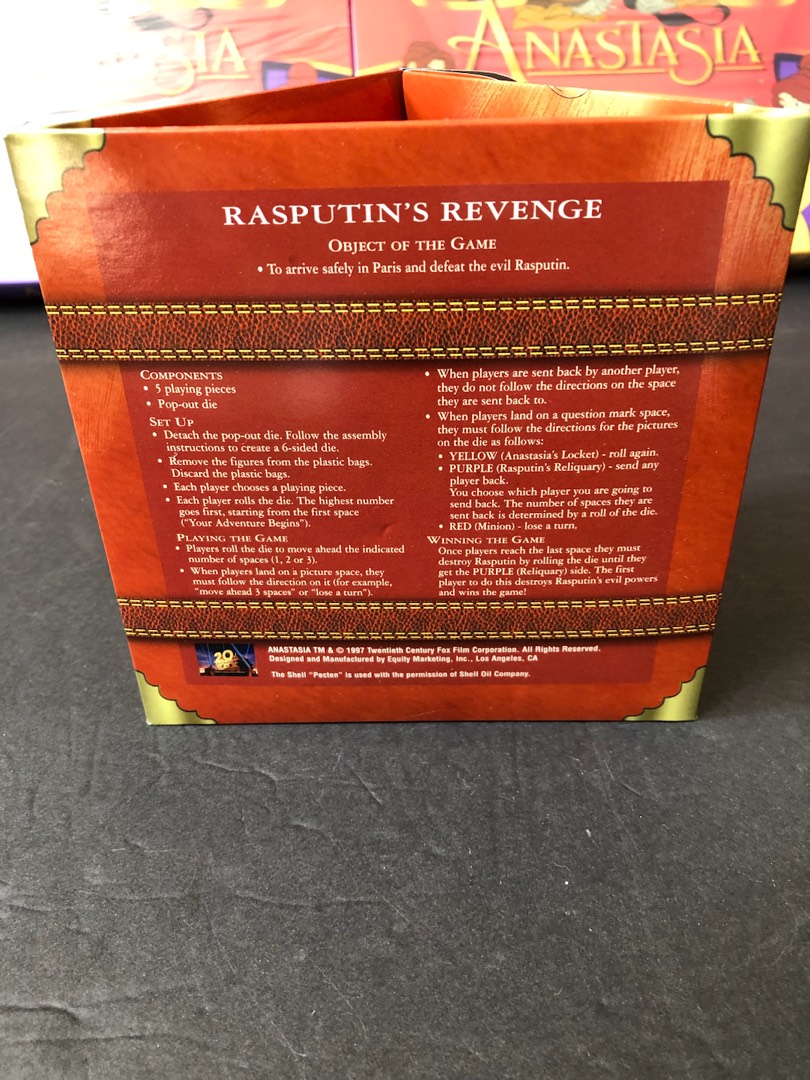 ASIA
ANASTASIA
RASPUTIN'S REVENGE
OBJECT OF THE GAME
• To arrive safely in Paris and defeat the evil Rasputin.
COMPONENTS
• 5 playing pieces
• Pop-out die
SET UP
• Detach the pop-out die. Follow the assembly
instructions to create a 6-sided die.
• Remove the figures from the plastic bags.
Discard the plastic bags.
• Each player chooses a playing piece.
• Each player rolls the die. The highest number
goes first, starting from the first space
("Your Adventure Begins").
PLAYING THE GAME
• Players roll the die to move ahead the indicated
number of spaces (1, 2 or 3).
• When players land on a picture space, they
must follow the direction on it (for example,
"move ahead 3 spaces" or "lose a turn").
• When players are sent back by another player,
they do not follow the directions on the space
they are sent back to.
• When players land on a question mark space,
they must follow the directions for the pictures
on the die as follows:
• YELLOW (Anastasia's Locket) - roll again.
• PURPLE (Rasputin's Reliquary) - send any
player back.
You choose which player you are going to
send back. The number of spaces they are
sent back is determined by a roll of the die.
• RED (Minion) - lose a turn,
WINNING THE GAME
Once players reach the last space they must
destroy Rasputin by rolling the die until they
get the PURPLE (Reliquary) side. The first
player to do this destroys Rasputin's evil powers
and wins the game!
20
ANASTASIA TM & © 1997 Twentieth Century Fox Film Corporation. All Rights Reserved.
Designed and Manufactured by Equity Marketing, Inc., Los Angeles, CA
The Shell "Pecten" is used with the permission of Shell Oil Company.